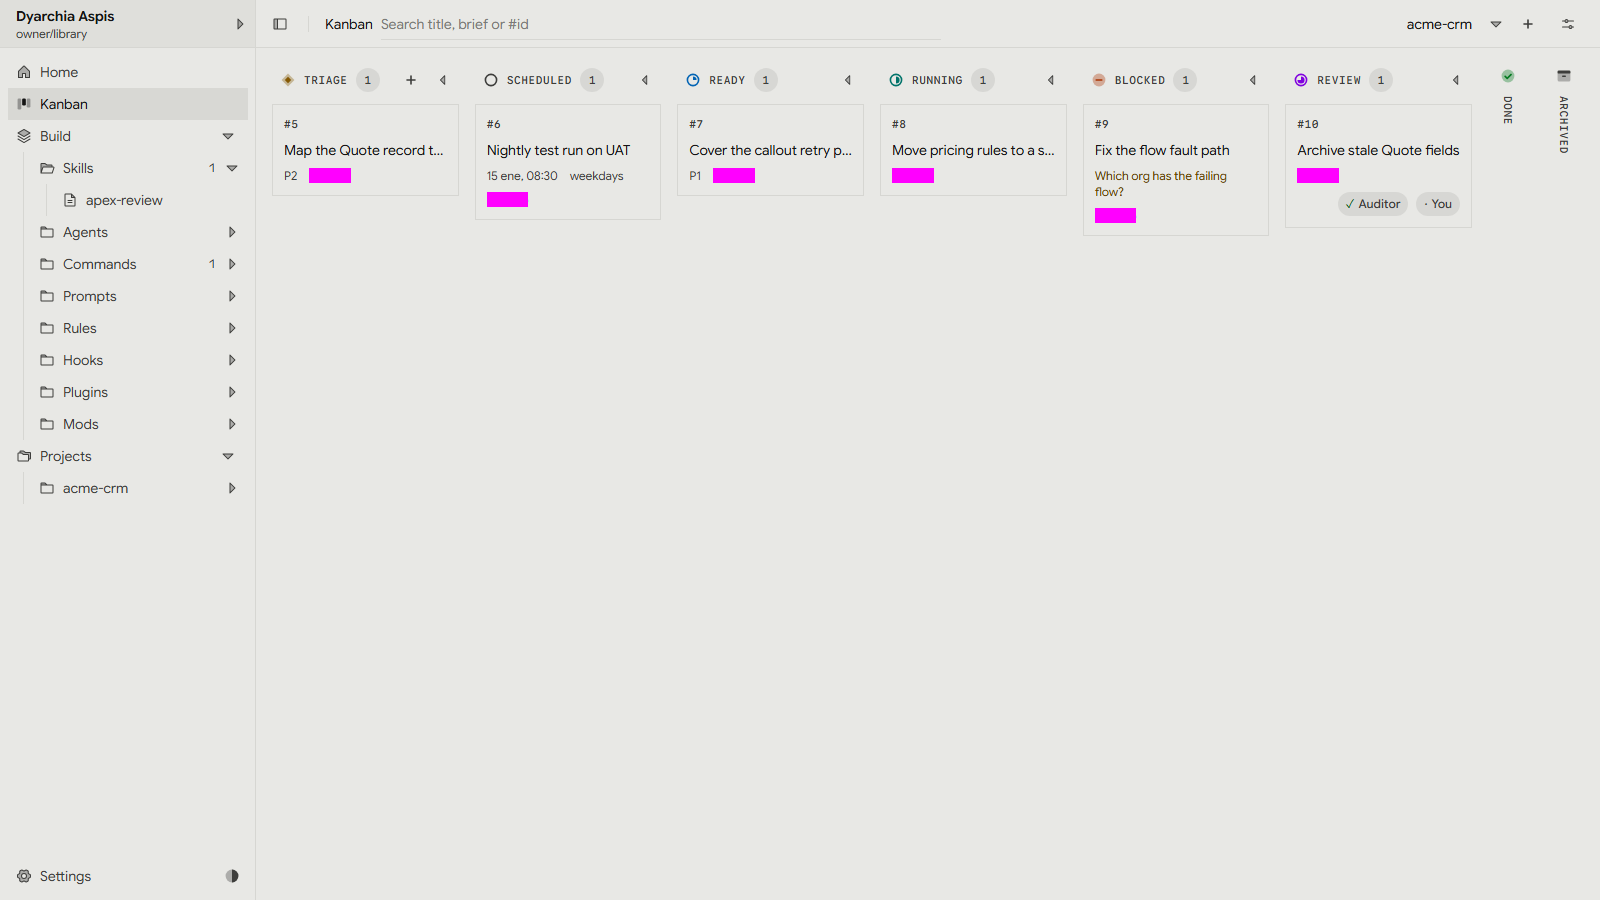 Dyarchia Aspis
owner/library
Home
Kanban
Build
Skills 1
apex-review
Agents
Commands 1
Prompts
Rules
Hooks
Plugins
Mods
Projects
acme-crm
Settings
Kanban Search title, brief or #id
acme-crm
TRIAGE 1
#5
Map the Quote record t...
P2
SCHEDULED 1
#6
Nightly test run on UAT
15 ene, 08:30 weekdays
READY 1
#7
Cover the callout retry p...
P1
RUNNING 1
#8
Move pricing rules to a s...
BLOCKED 1
#9
Fix the flow fault path
Which org has the failing
flow?
REVIEW 1
#10
Archive stale Quote fields
✓ Auditor · You
DONE
ARCHIVED